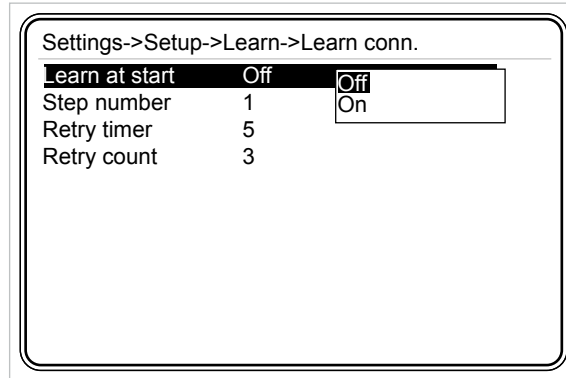 Settings->Setup->Learn->Learn conn.
Learn at start Off Off
Step number 1 On
Retry timer 5
Retry count 3